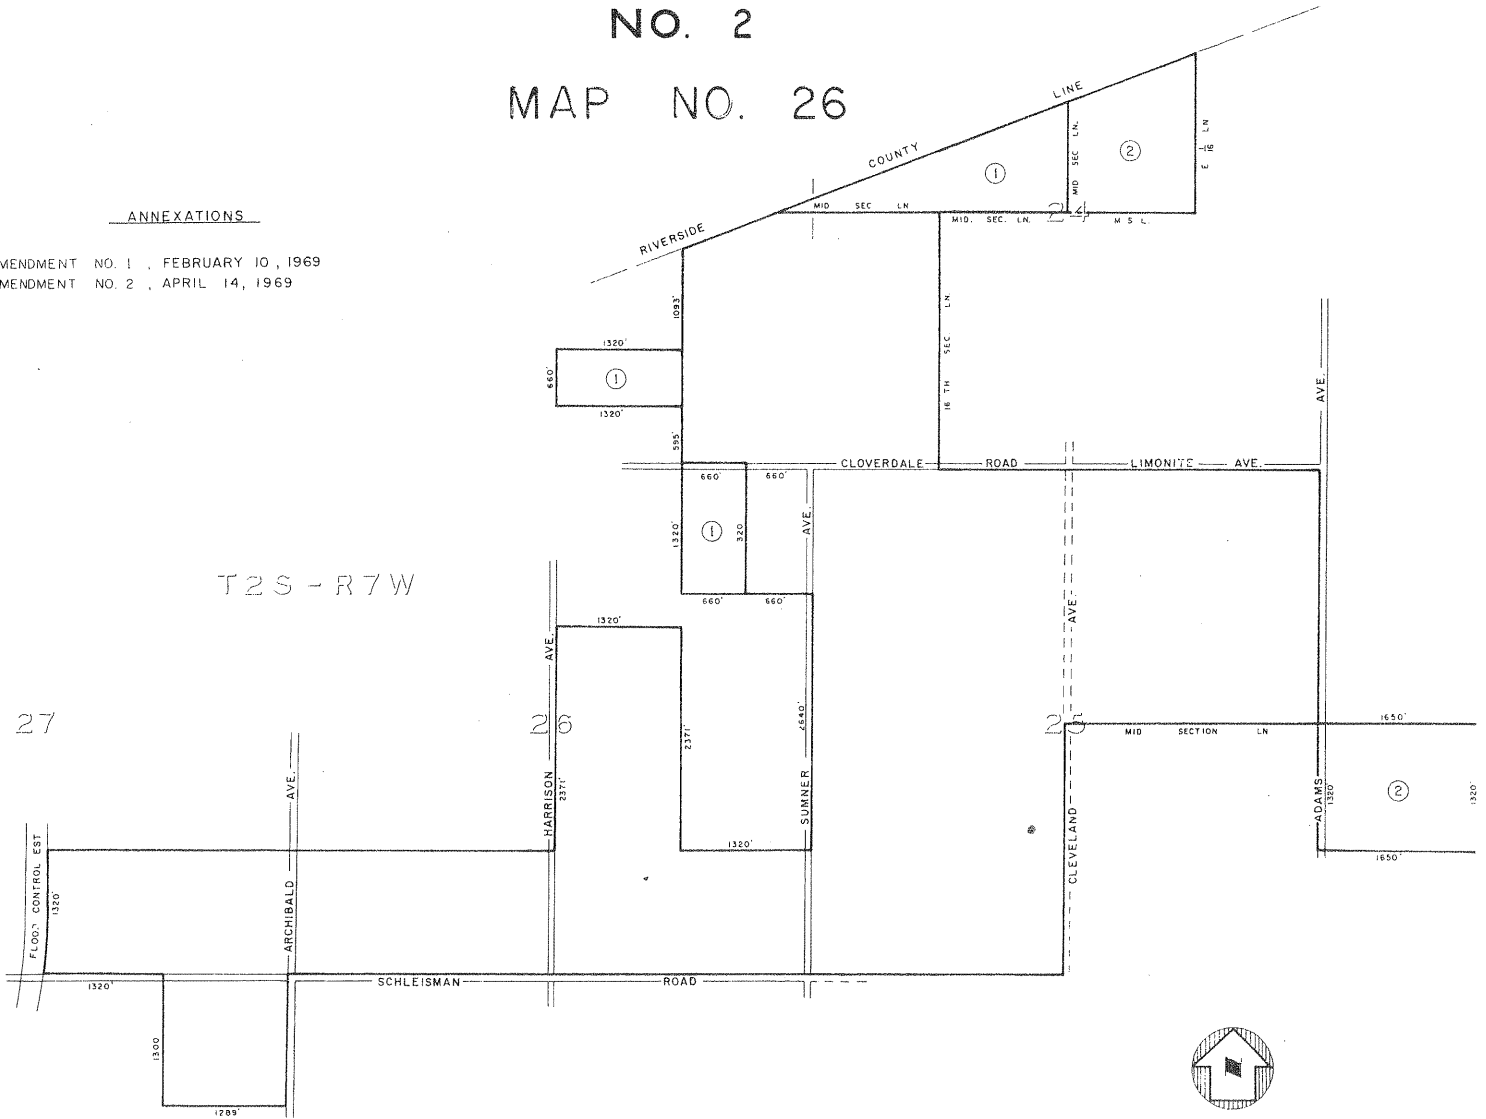 NO. 2
MAP NO. 26
ANNEXATIONS
MENDMENT NO. 1 , FEBRUARY 10 , 1969
MENDMENT NO. 2 , APRIL 14, 1969
RIVERSIDE COUNTY LINE
1
2
MID SEC LN.
E 1/16 LN
MID SEC LN
MID. SEC. LN.
24
M S L.
1093'
16 TH SEC LN.
1320'
660'
1
1320'
595'
AVE.
CLOVERDALE ROAD
LIMONITE AVE.
660'
660'
1320'
1
320
AVE.
660'
660'
T2S - R7W
1320'
AVE.
AVE.
27
26
25
2371'
2640'
MID SECTION LN
1650'
HARRISON
2371'
SUMNER
AVE.
ADAMS
1320'
2
1320'
1320'
1650'
CLEVELAND
FLOOD CONTROL EST
1320'
ARCHIBALD
1320'
SCHLEISMAN ROAD
1300
1289'
N